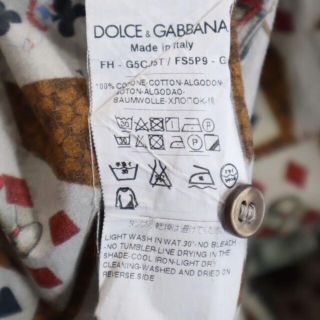 DOLCE & GABBANA
Made in Italy
FH - G5CJ5T / FS5P9 - G
100% COTONE-COTTON-ALGODON-
COTON-ALGODAO-
BAUMWOLLE-ХЛОПОК-綿
LIGHT WASH IN WAT.30°-NO BLEACH
-NO TUMBLER-LINE DRYING IN THE
SHADE-COOL IRON-LIGHT DRY
CLEANING-WASHED AND DRIED ON
REVERSE SIDE